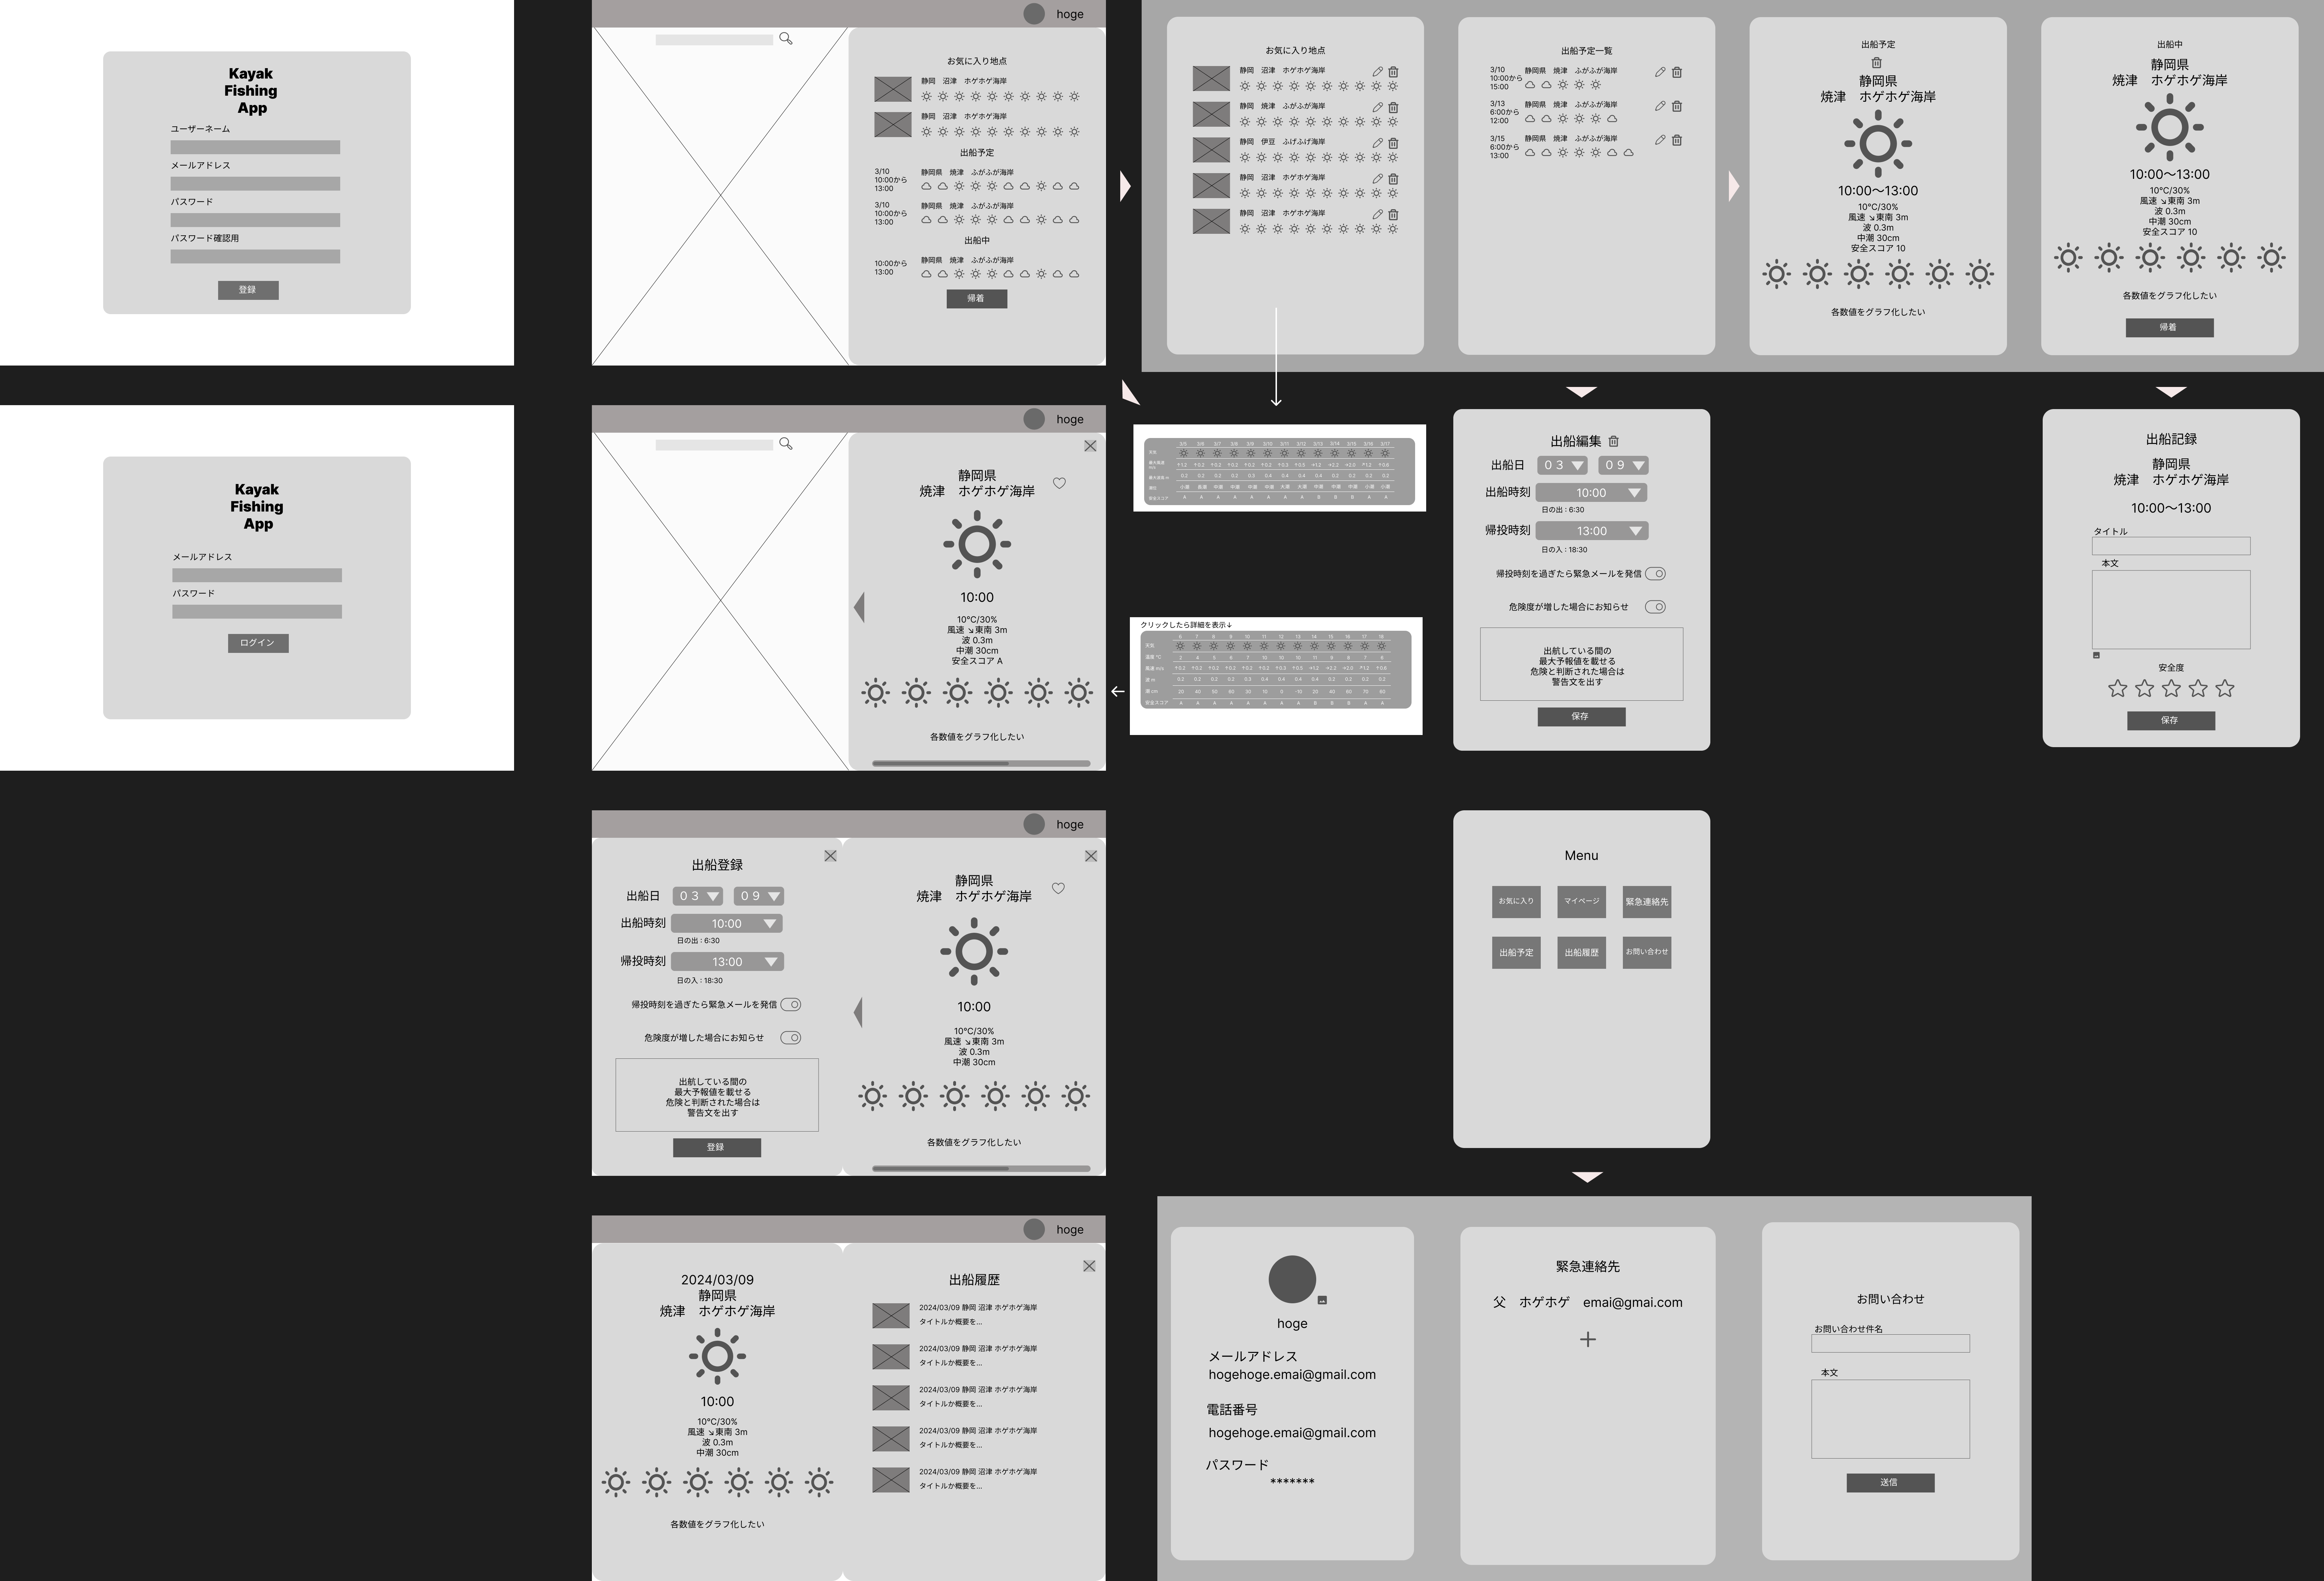 Kayak
Fishing
App
ユーザーネーム
メールアドレス
パスワード
パスワード確認用
登録
hoge
お気に入り地点
静岡 沼津 ホゲホゲ海岸
静岡 沼津 ホゲホゲ海岸
出船予定
3/10
10:00から
13:00
静岡県 焼津 ふがふが海岸
3/10
10:00から
13:00
静岡県 焼津 ふがふが海岸
出船中
10:00から
13:00
静岡県 焼津 ふがふが海岸
帰着
お気に入り地点
静岡 沼津 ホゲホゲ海岸
静岡 焼津 ふがふが海岸
静岡 伊豆 ふげふげ海岸
静岡 沼津 ホゲホゲ海岸
静岡 沼津 ホゲホゲ海岸
出船予定一覧
3/10
10:00から
15:00
静岡県 焼津 ふがふが海岸
3/13
6:00から
12:00
静岡県 焼津 ふがふが海岸
3/15
6:00から
13:00
静岡県 焼津 ふがふが海岸
出船予定
静岡県
焼津 ホゲホゲ海岸
10:00〜13:00
10°C/30%
風速 ↘東南 3m
波 0.3m
中潮 30cm
安全スコア 10
各数値をグラフ化したい
出船中
静岡県
焼津 ホゲホゲ海岸
10:00〜13:00
10°C/30%
風速 ↘東南 3m
波 0.3m
中潮 30cm
安全スコア 10
各数値をグラフ化したい
帰着
Kayak
Fishing
App
メールアドレス
パスワード
ログイン
hoge
静岡県
焼津 ホゲホゲ海岸
10:00
10°C/30%
風速 ↘東南 3m
波 0.3m
中潮 30cm
安全スコア A
各数値をグラフ化したい
クリックしたら詳細を表示↓
出船編集
出船日 03 09
出船時刻 10:00
日の出：6:30
帰投時刻 13:00
日の入：18:30
帰投時刻を過ぎたら緊急メールを発信
危険度が増した場合にお知らせ
出航している間の
最大予報値を載せる
危険と判断された場合は
警告文を出す
保存
出船記録
静岡県
焼津 ホゲホゲ海岸
10:00〜13:00
タイトル
本文
安全度
保存
hoge
出船登録
出船日 03 09
出船時刻 10:00
日の出：6:30
帰投時刻 13:00
日の入：18:30
帰投時刻を過ぎたら緊急メールを発信
危険度が増した場合にお知らせ
出航している間の
最大予報値を載せる
危険と判断された場合は
警告文を出す
登録
静岡県
焼津 ホゲホゲ海岸
10:00
10°C/30%
風速 ↘東南 3m
波 0.3m
中潮 30cm
各数値をグラフ化したい
Menu
お気に入り マイページ 緊急連絡先
出船予定 出船履歴 お問い合わせ
hoge
2024/03/09
静岡県
焼津 ホゲホゲ海岸
10:00
10°C/30%
風速 ↘東南 3m
波 0.3m
中潮 30cm
各数値をグラフ化したい
出船履歴
2024/03/09 静岡 沼津 ホゲホゲ海岸
タイトルか概要を...
2024/03/09 静岡 沼津 ホゲホゲ海岸
タイトルか概要を...
2024/03/09 静岡 沼津 ホゲホゲ海岸
タイトルか概要を...
2024/03/09 静岡 沼津 ホゲホゲ海岸
タイトルか概要を...
2024/03/09 静岡 沼津 ホゲホゲ海岸
タイトルか概要を...
hoge
メールアドレス
hogehoge.emai@gmail.com
電話番号
hogehoge.emai@gmail.com
パスワード
*******
緊急連絡先
父 ホゲホゲ emai@gmai.com
お問い合わせ
お問い合わせ件名
本文
送信